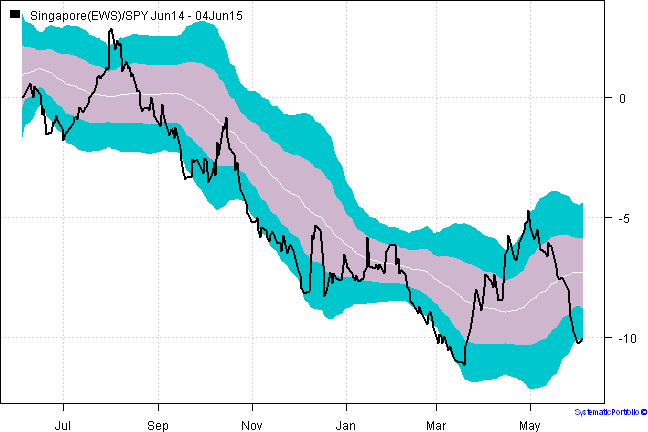 Singapore(EWS)/SPY Jun14 - 04Jun15
0
-5
-10
Jul Sep Nov Jan Mar May
SystematicPortfolio ©